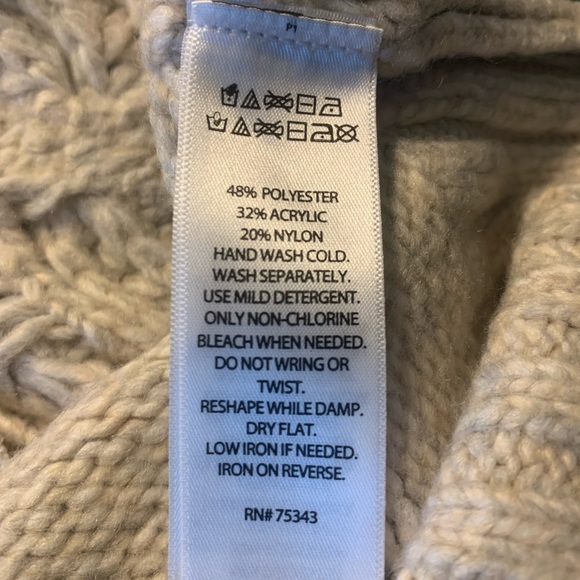 48% POLYESTER
32% ACRYLIC
20% NYLON
HAND WASH COLD.
WASH SEPARATELY.
USE MILD DETERGENT.
ONLY NON-CHLORINE
BLEACH WHEN NEEDED.
DO NOT WRING OR
TWIST.
RESHAPE WHILE DAMP.
DRY FLAT.
LOW IRON IF NEEDED.
IRON ON REVERSE.
RN# 75343